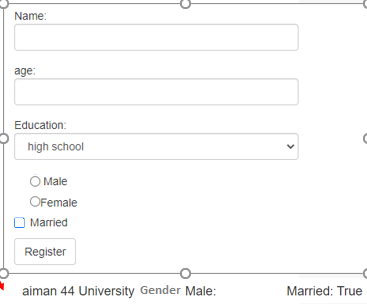 Name:
age:
Education:
high school
Male
Female
Married
Register
aiman 44 University Gender Male: Married: True